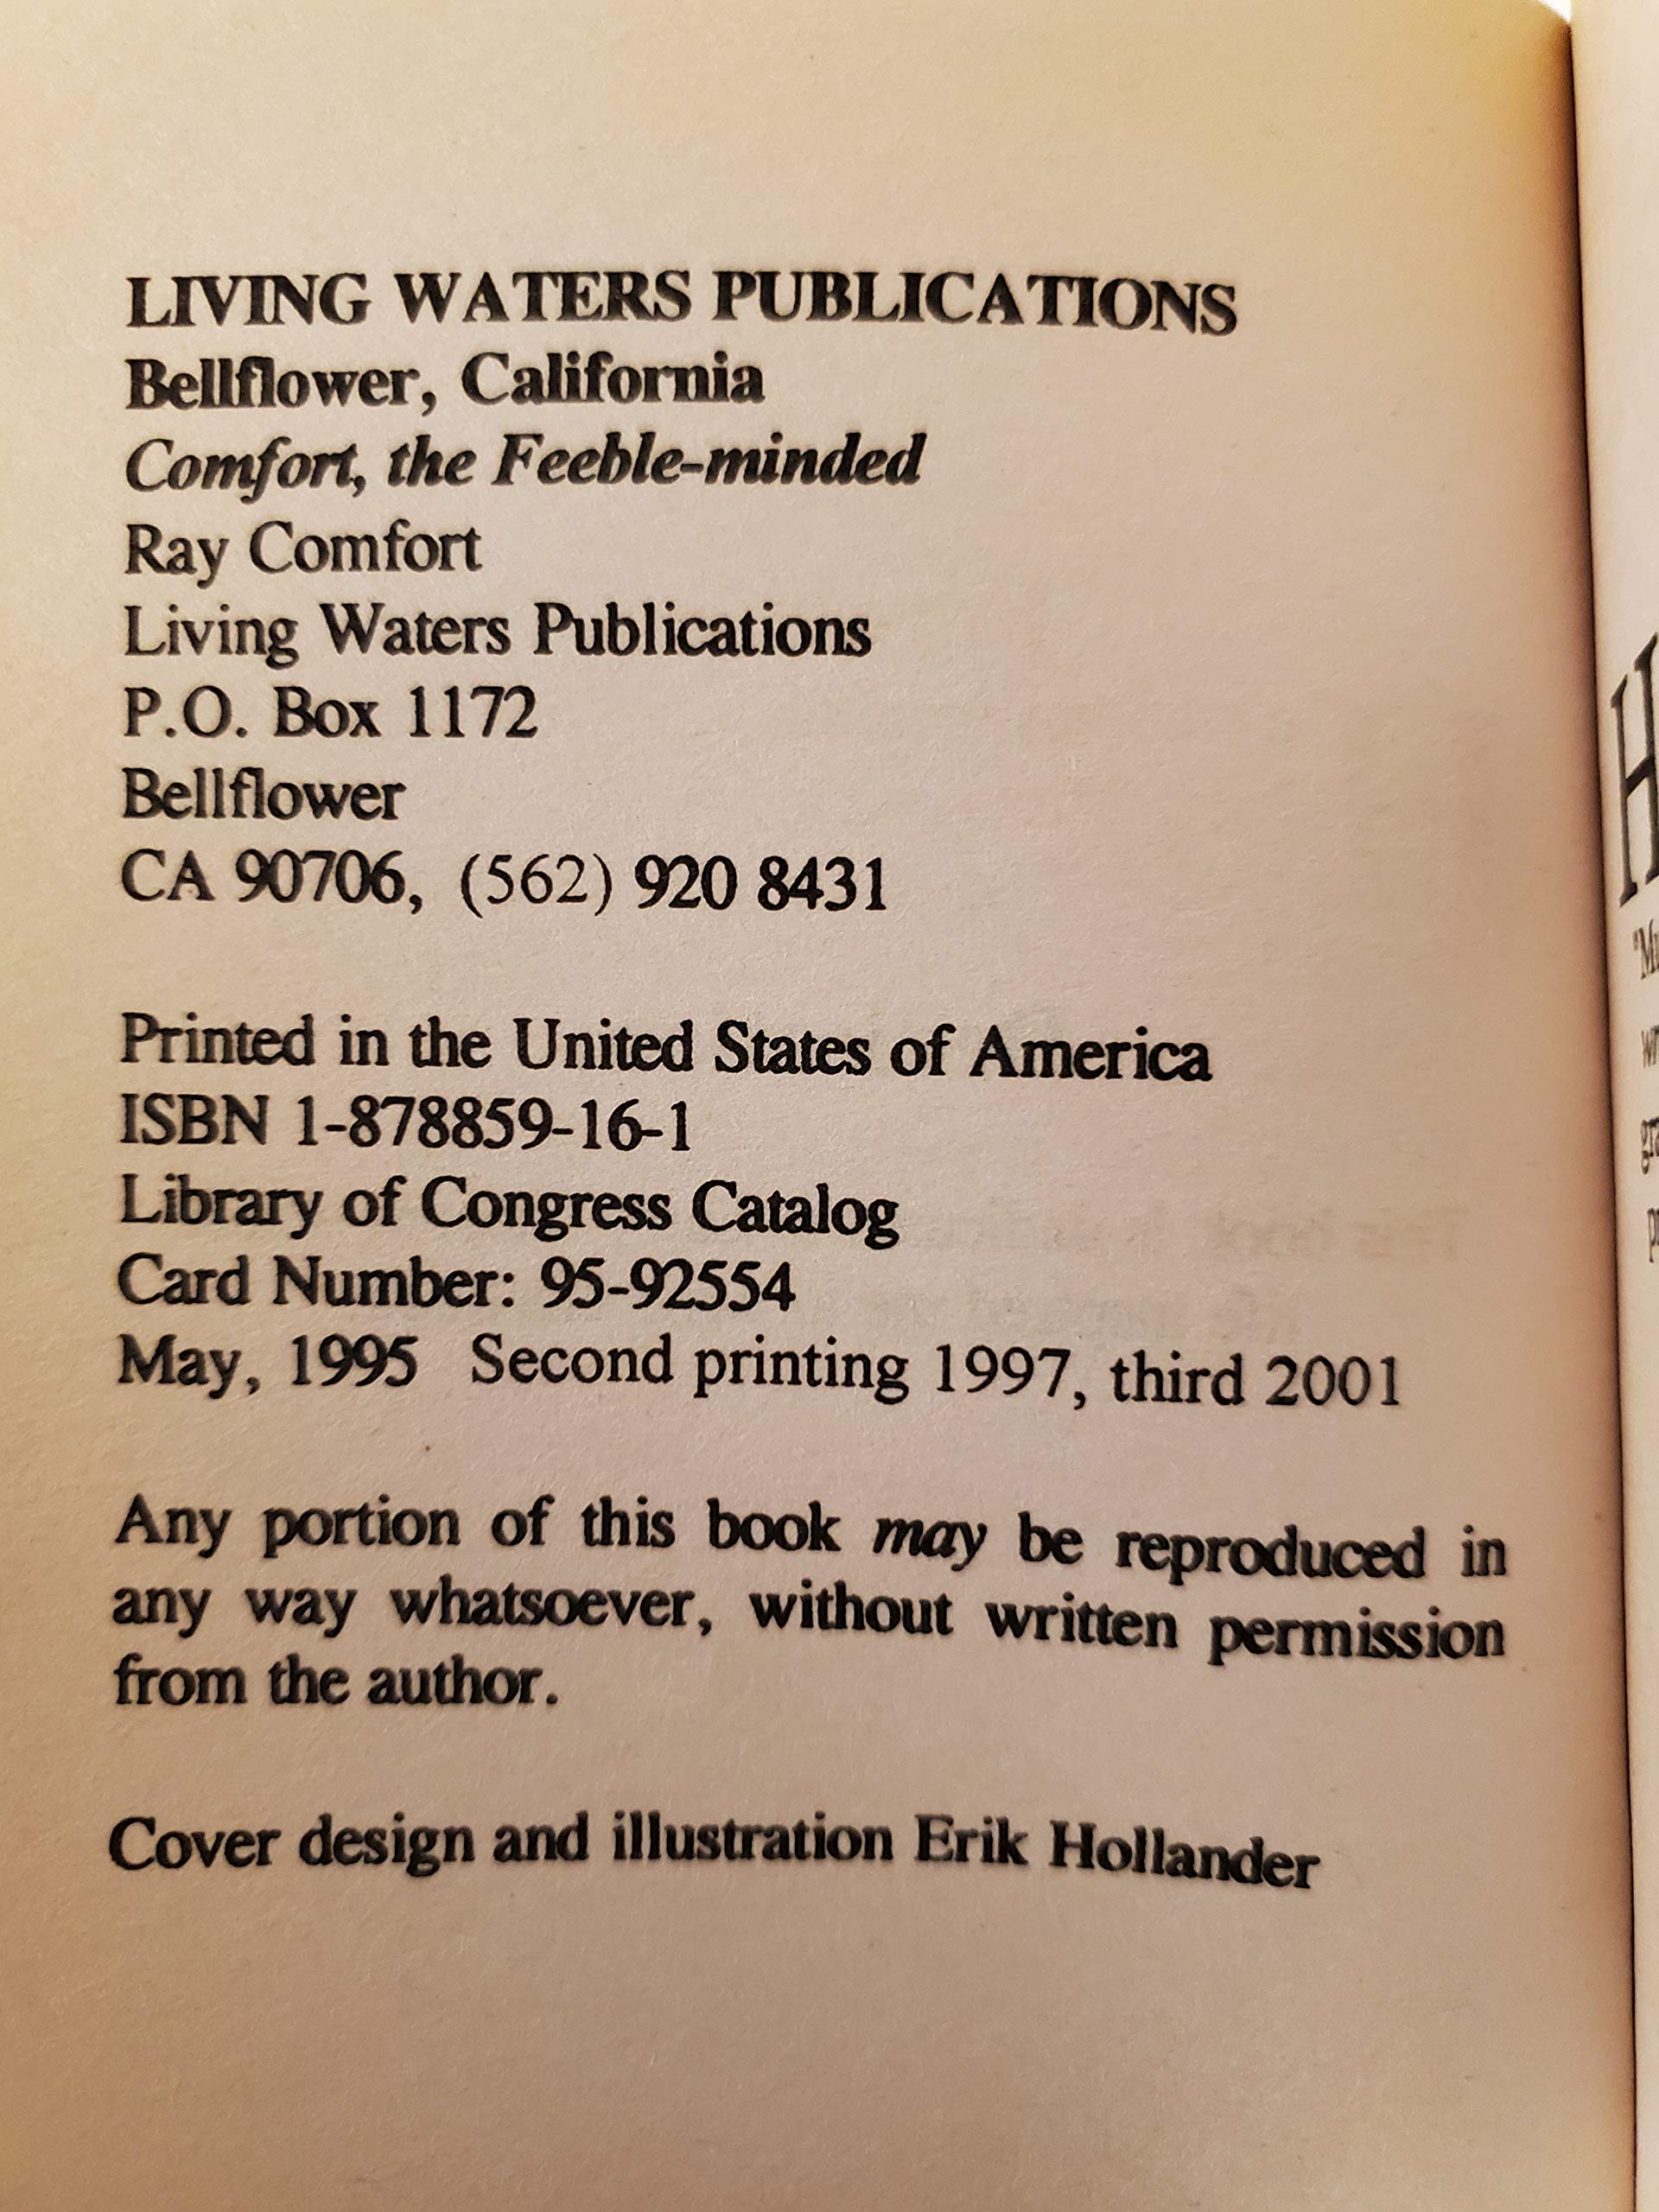 LIVING WATERS PUBLICATIONS
Bellflower, California
Comfort, the Feeble-minded
Ray Comfort
Living Waters Publications
P.O. Box 1172
Bellflower
CA 90706, (562) 920 8431
Printed in the United States of America
ISBN 1-878859-16-1
Library of Congress Catalog
Card Number: 95-92554
May, 1995 Second printing 1997, third 2001
Any portion of this book may be reproduced in
any way whatsoever, without written permission
from the author.
Cover design and illustration Erik Hollander